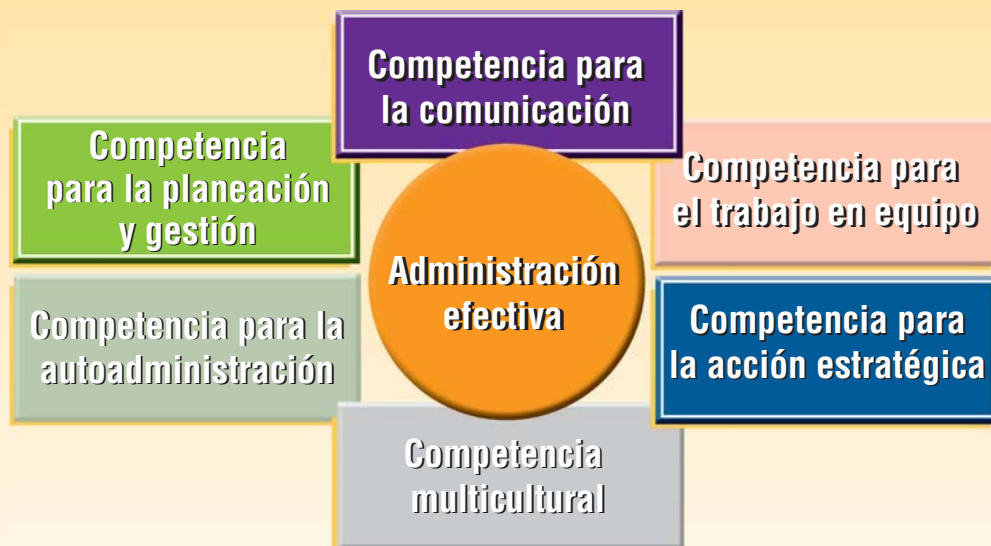 Competencia para
la comunicación
Competencia
para la planeación
y gestión
Competencia para
el trabajo en equipo
Administración
efectiva
Competencia para la
autoadministración
Competencia para
la acción estratégica
Competencia
multicultural